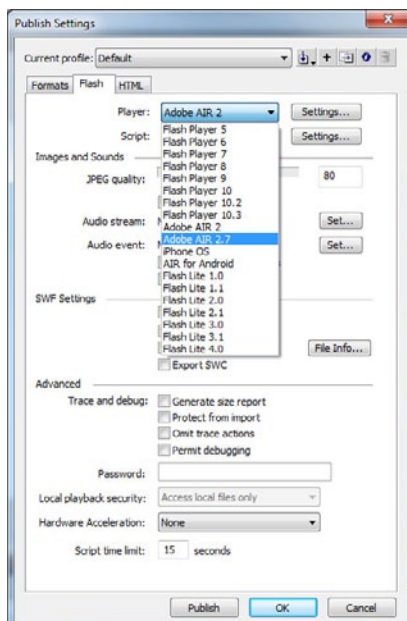 Publish Settings
Current profile: Default
Formats Flash HTML
Player: Adobe AIR 2 Settings...
Flash Player 5
Flash Player 6
Script: Settings...
Flash Player 7
Images and Sounds
Flash Player 8
JPEG quality: 80
Flash Player 9
Flash Player 10
Flash Player 10.2
Flash Player 10.3
Audio stream: Set...
Adobe AIR 2
Audio event: Set...
Adobe AIR 2.7
iPhone OS
AIR for Android
Flash Lite 1.0
Flash Lite 1.1
SWF Settings
Flash Lite 2.0
Flash Lite 2.1
Flash Lite 3.0
Flash Lite 3.1
Flash Lite 4.0
File Info...
Export SWC
Advanced
Trace and debug: Generate size report
Protect from import
Omit trace actions
Permit debugging
Password:
Local playback security: Access local files only
Hardware Acceleration: None
Script time limit: 15 seconds
Publish OK Cancel